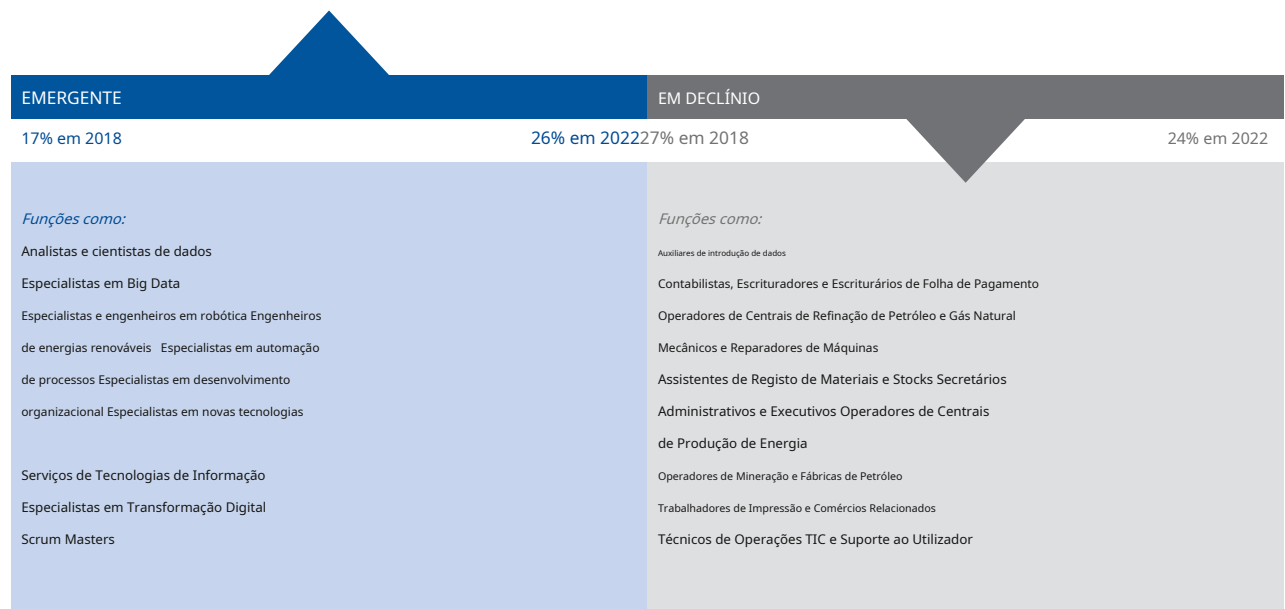 EMERGENTE
17% em 2018
26% em 2022
Funções como:
Analistas e cientistas de dados
Especialistas em Big Data
Especialistas e engenheiros em robótica Engenheiros
de energias renováveis Especialistas em automação
de processos Especialistas em desenvolvimento
organizacional Especialistas em novas tecnologias
Serviços de Tecnologias de Informação
Especialistas em Transformação Digital
Scrum Masters
EM DECLÍNIO
27% em 2018
24% em 2022
Funções como:
Auxiliares de introdução de dados
Contabilistas, Escrituradores e Escriturários de Folha de Pagamento
Operadores de Centrais de Refinação de Petróleo e Gás Natural
Mecânicos e Reparadores de Máquinas
Assistentes de Registo de Materiais e Stocks Secretários
Administrativos e Executivos Operadores de Centrais
de Produção de Energia
Operadores de Mineração e Fábricas de Petróleo
Trabalhadores de Impressão e Comércios Relacionados
Técnicos de Operações TIC e Suporte ao Utilizador